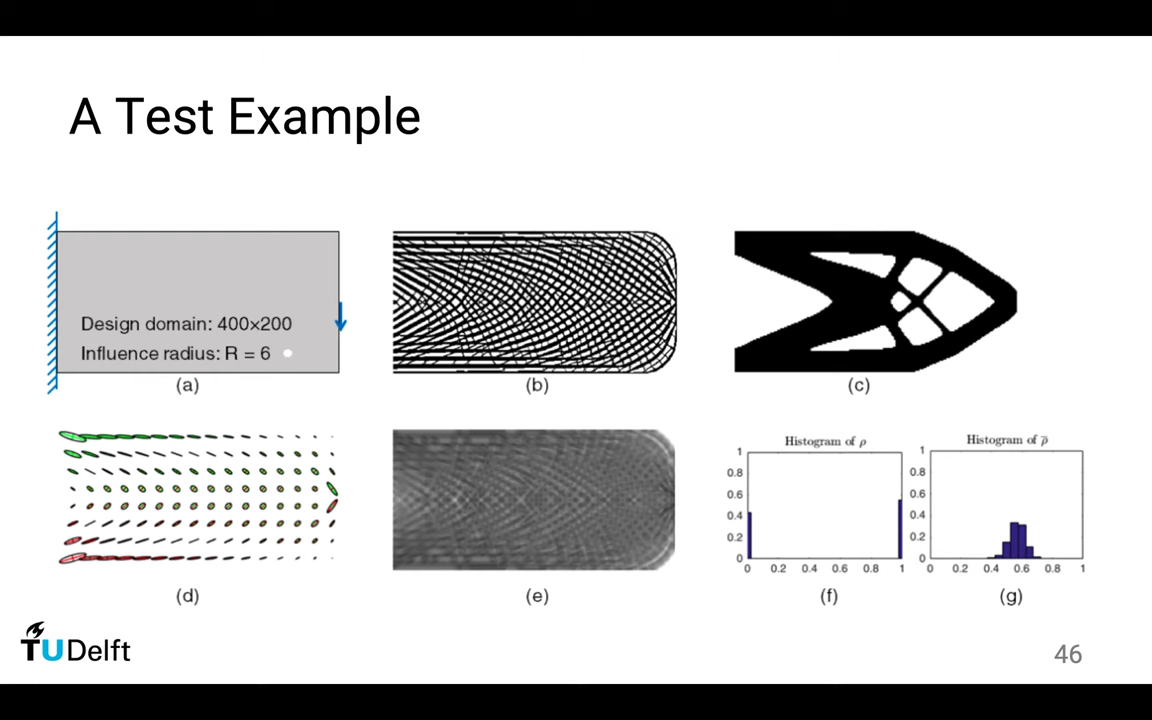 A Test Example
Design domain: 400×200
Influence radius: R = 6
(a)
(b)
(c)
(d)
(e)
Histogram of ρ
1
0.8
0.6
0.4
0.2
0
0 0.2 0.4 0.6 0.8 1
(f)
Histogram of ρ̅
1
0.8
0.6
0.4
0.2
0
0 0.2 0.4 0.6 0.8 1
(g)
TUDelft
46